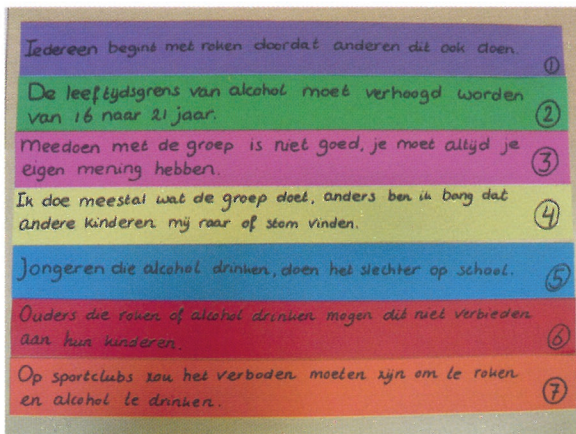 Iedereen begint met roken doordat anderen dit ook doen.
①
De leeftijdsgrens van alcohol moet verhoogd worden
van 16 naar 21 jaar.
②
Meedoen met de groep is niet goed, je moet altijd je
eigen mening hebben.
③
Ik doe meestal wat de groep doet, anders ben ik bang dat
andere kinderen mij raar of stom vinden.
④
Jongeren die alcohol drinken, doen het slechter op school.
⑤
Ouders die roken of alcohol drinken mogen dit niet verbieden
aan hun kinderen.
⑥
Op sportclubs zou het verboden moeten zijn om te roken
en alcohol te drinken.
⑦